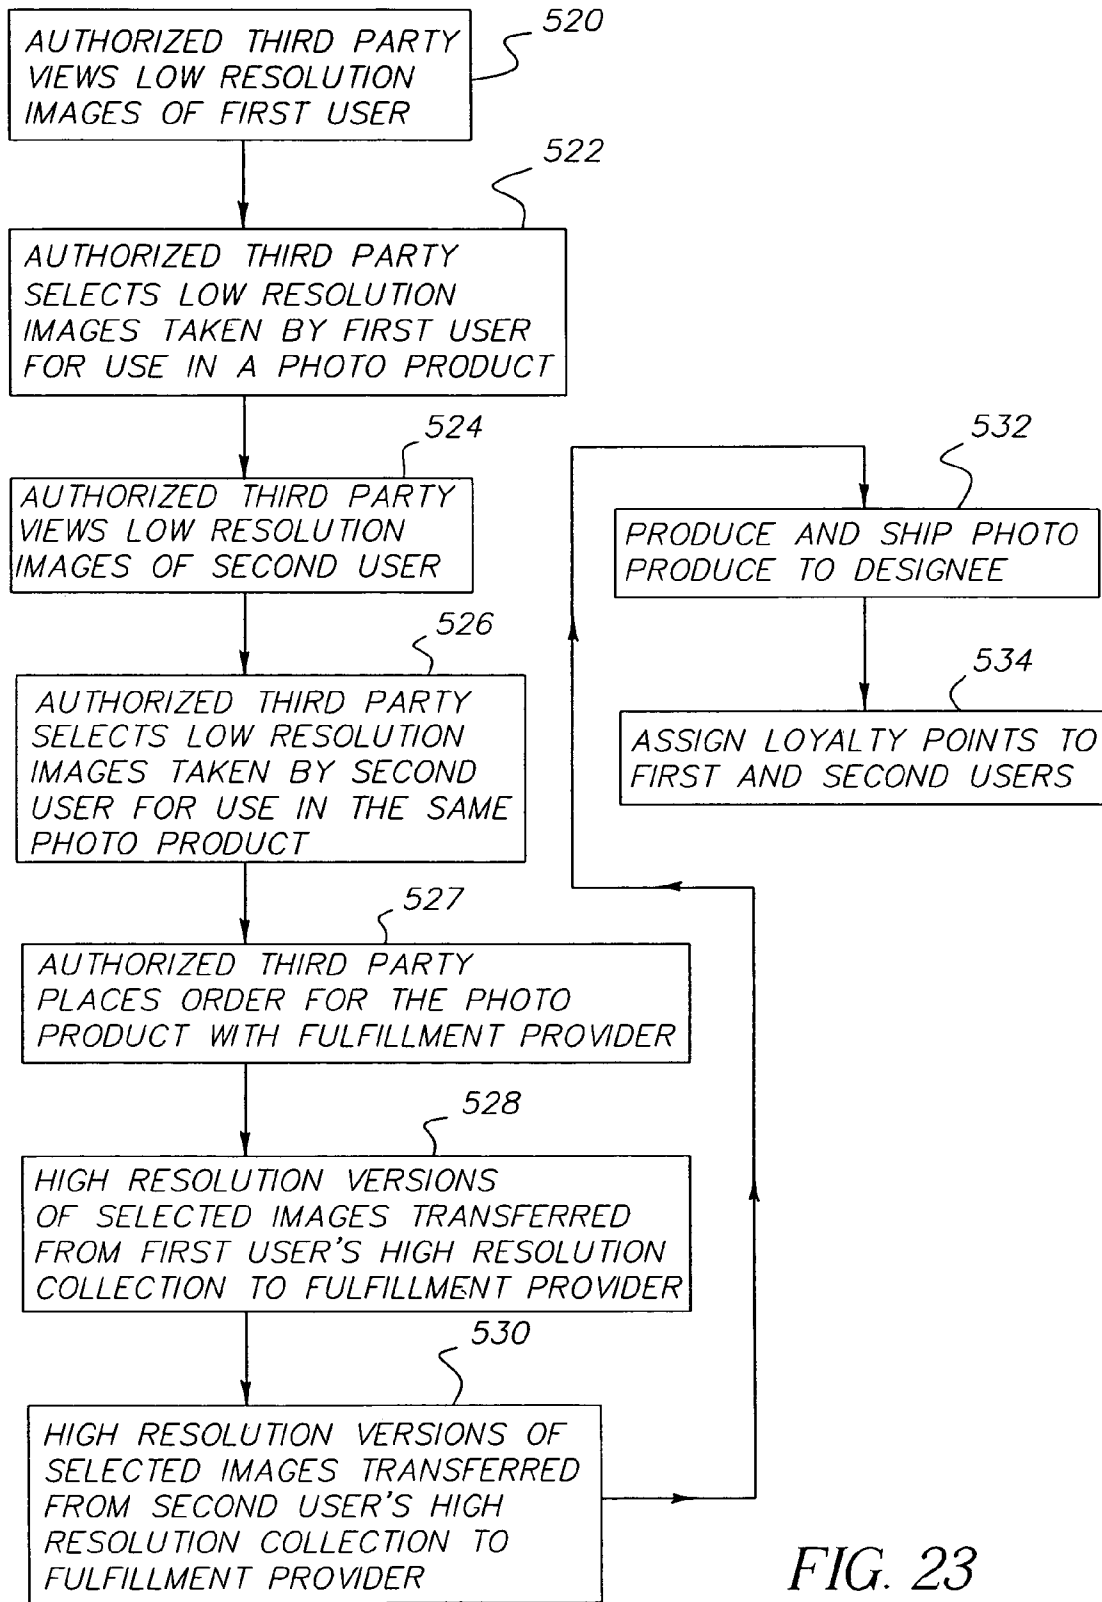 520
AUTHORIZED THIRD PARTY
VIEWS LOW RESOLUTION
IMAGES OF FIRST USER
522
AUTHORIZED THIRD PARTY
SELECTS LOW RESOLUTION
IMAGES TAKEN BY FIRST USER
FOR USE IN A PHOTO PRODUCT
524
AUTHORIZED THIRD PARTY
VIEWS LOW RESOLUTION
IMAGES OF SECOND USER
526
AUTHORIZED THIRD PARTY
SELECTS LOW RESOLUTION
IMAGES TAKEN BY SECOND
USER FOR USE IN THE SAME
PHOTO PRODUCT
527
AUTHORIZED THIRD PARTY
PLACES ORDER FOR THE PHOTO
PRODUCT WITH FULFILLMENT PROVIDER
528
HIGH RESOLUTION VERSIONS
OF SELECTED IMAGES TRANSFERRED
FROM FIRST USER'S HIGH RESOLUTION
COLLECTION TO FULFILLMENT PROVIDER
530
HIGH RESOLUTION VERSIONS OF
SELECTED IMAGES TRANSFERRED
FROM SECOND USER'S HIGH
RESOLUTION COLLECTION TO
FULFILLMENT PROVIDER
532
PRODUCE AND SHIP PHOTO
PRODUCE TO DESIGNEE
534
ASSIGN LOYALTY POINTS TO
FIRST AND SECOND USERS
FIG. 23